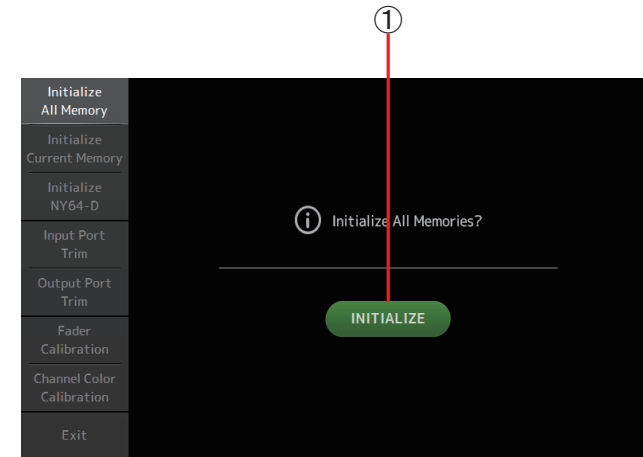 ①
Initialize
All Memory
Initialize
Current Memory
Initialize
NY64-D
Input Port
Trim
Output Port
Trim
Fader
Calibration
Channel Color
Calibration
Exit
Initialize All Memories?
INITIALIZE